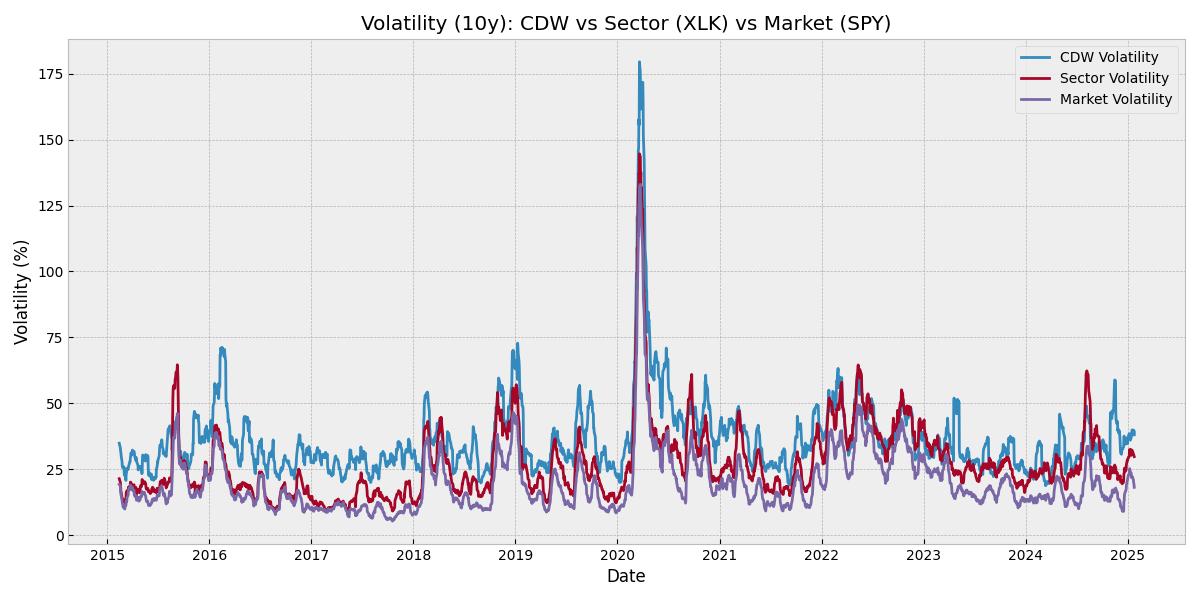 Volatility (10y): CDW vs Sector (XLK) vs Market (SPY)
CDW Volatility
Sector Volatility
Market Volatility
Volatility (%)
175
150
125
100
75
50
25
0
2015 2016 2017 2018 2019 2020 2021 2022 2023 2024 2025
Date